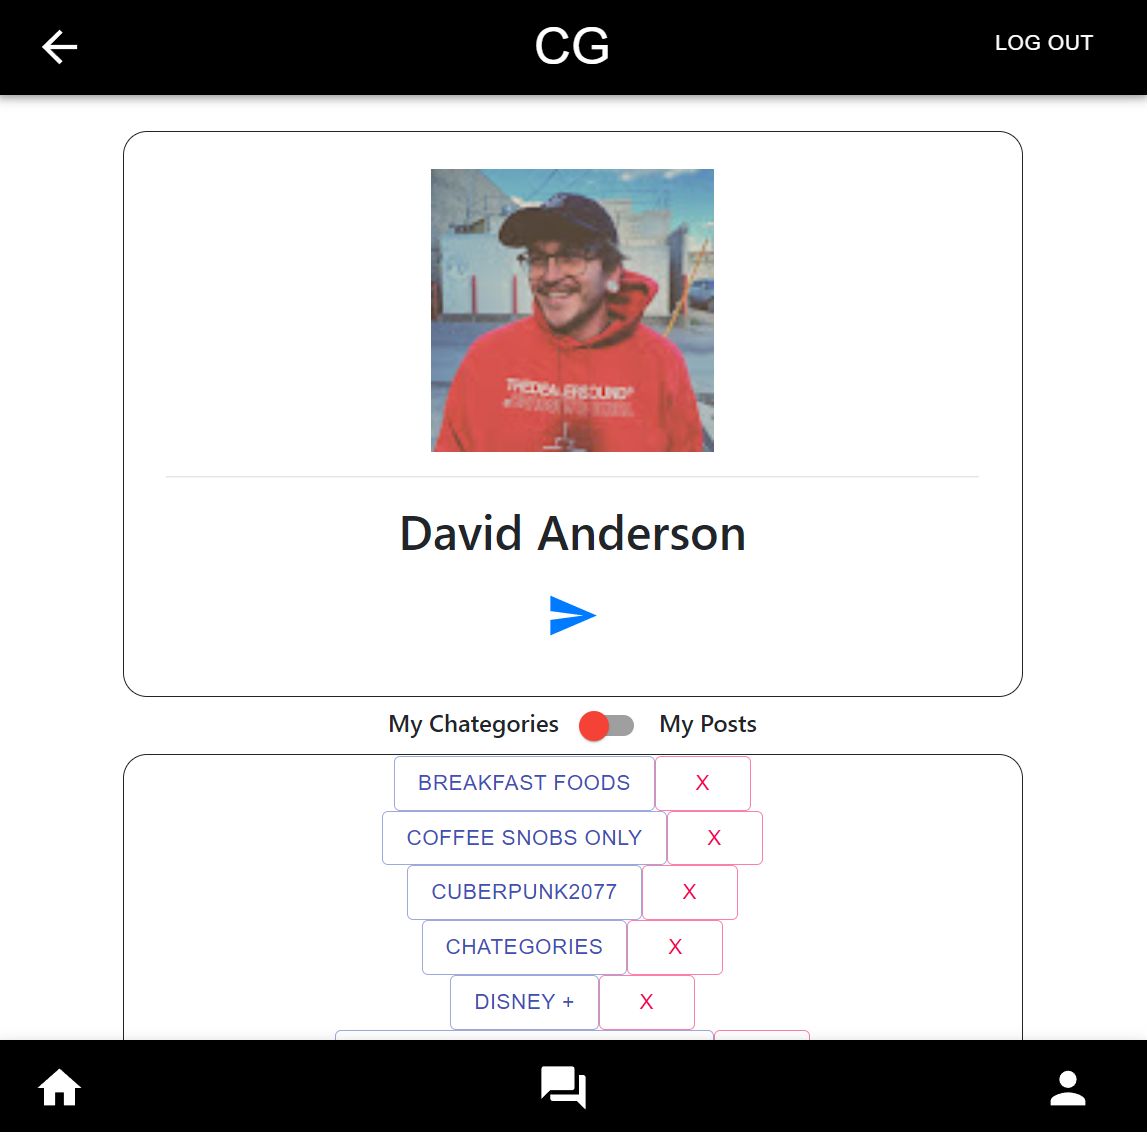 CG
LOG OUT
David Anderson
My Chategories
My Posts
BREAKFAST FOODS X
COFFEE SNOBS ONLY X
CUBERPUNK2077 X
CHATEGORIES X
DISNEY + X